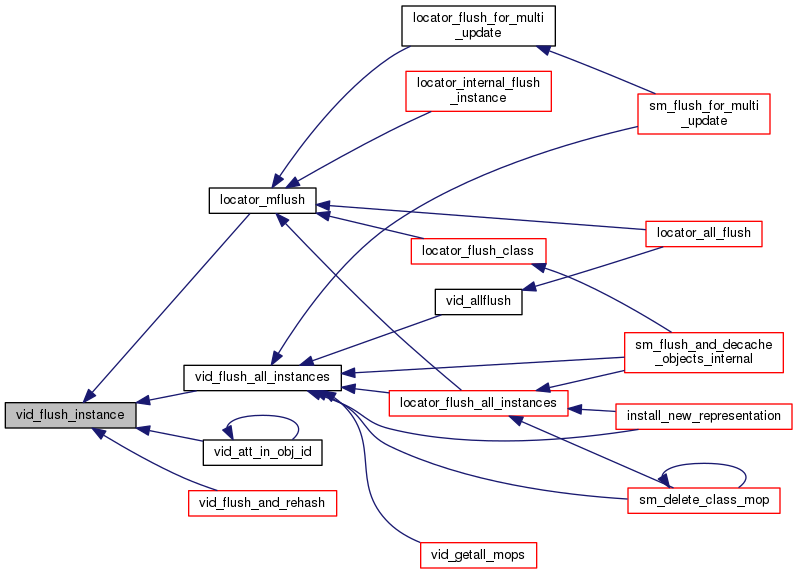 locator_flush_for_multi
_update
locator_internal_flush
_instance
sm_flush_for_multi
_update
locator_mflush
locator_all_flush
locator_flush_class
vid_allflush
sm_flush_and_decache
_objects_internal
vid_flush_all_instances
locator_flush_all_instances
vid_flush_instance
install_new_representation
vid_att_in_obj_id
vid_flush_and_rehash
sm_delete_class_mop
vid_getall_mops